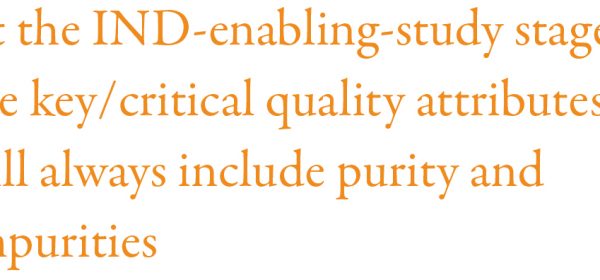 t the IND-enabling-study stage
e key/critical quality attributes
ll always include purity and
purities